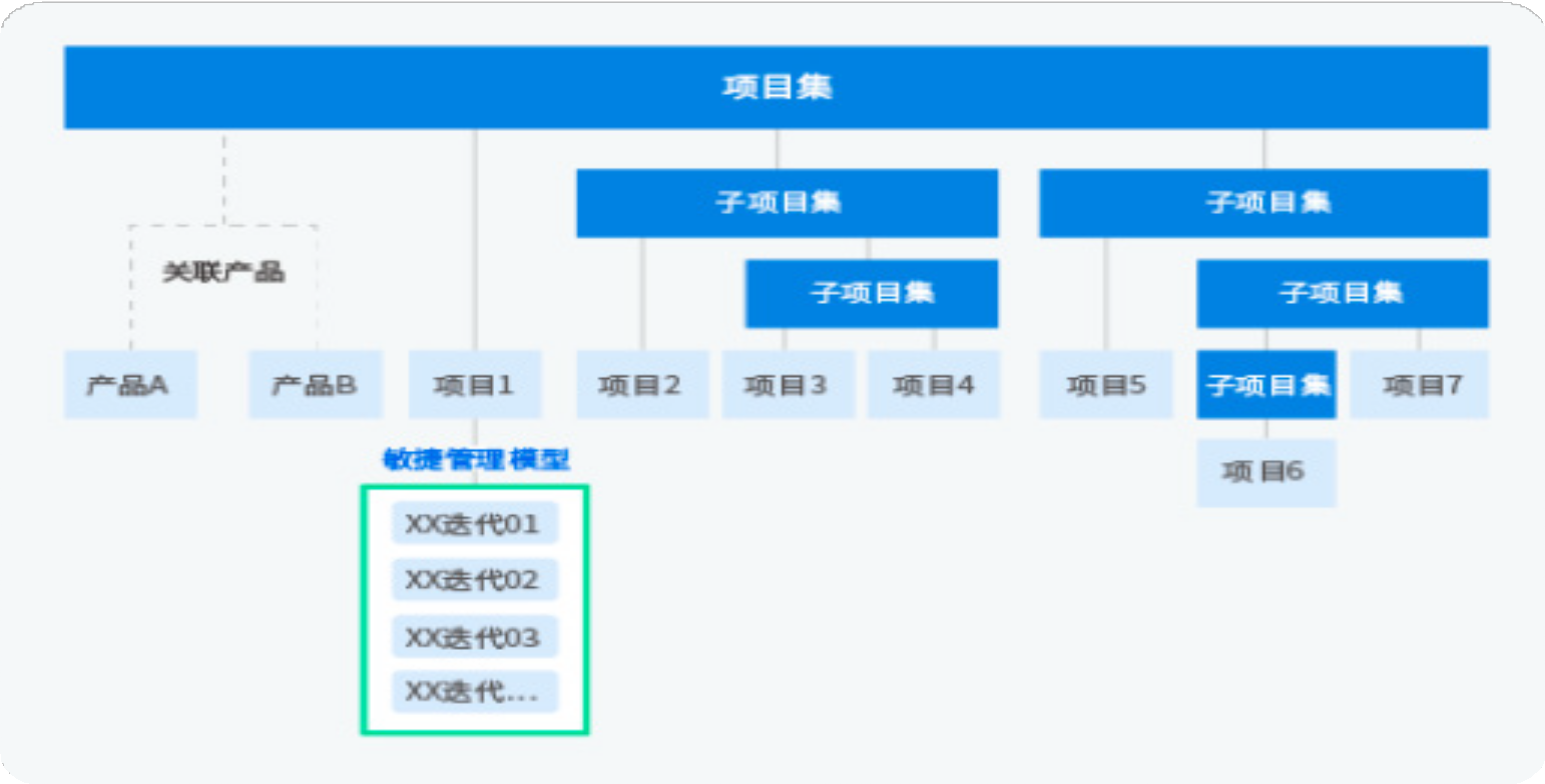 项目集
子项目集
子项目集
关联产品
子项目集
子项目集
产品A
产品B
项目1
项目2
项目3
项目4
项目5
子项目集
项目7
敏捷管理模型
项目6
XX迭代01
XX迭代02
XX迭代03
XX迭代...